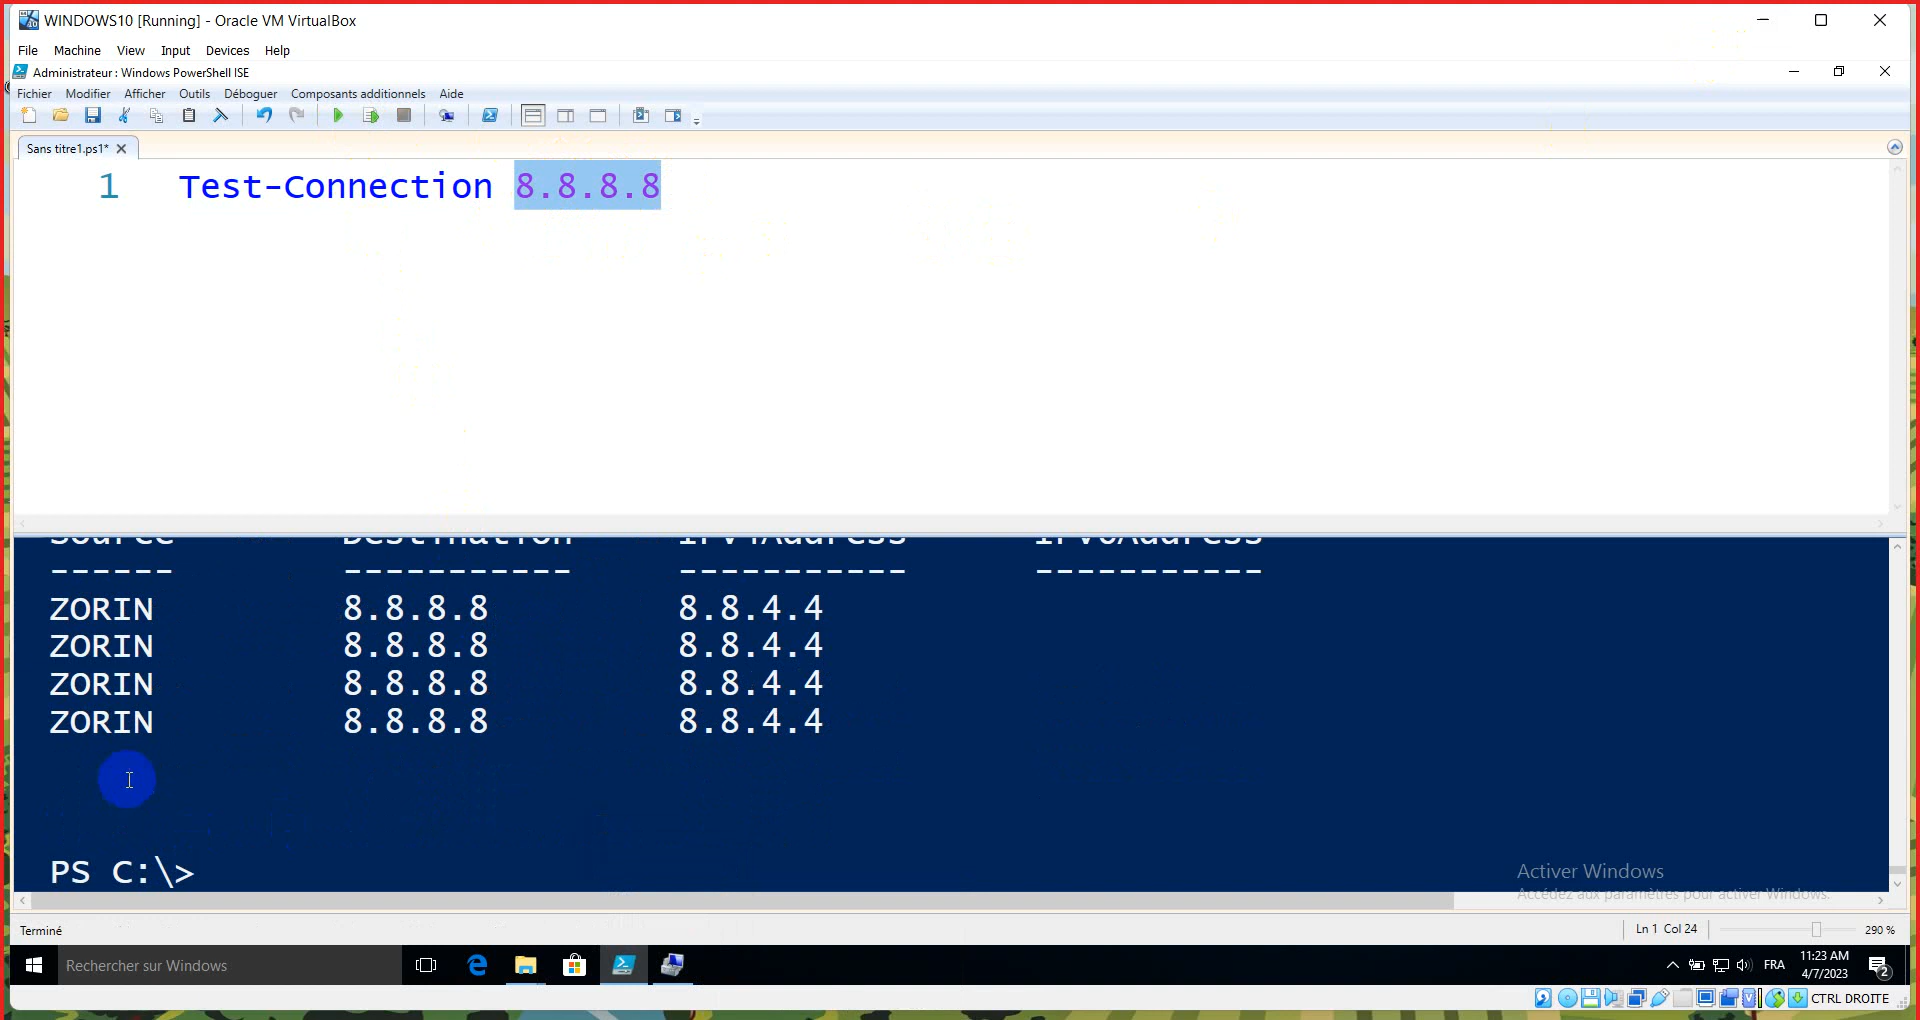 WINDOWS10 [Running] - Oracle VM VirtualBox
File Machine View Input Devices Help
Administrateur : Windows PowerShell ISE
Fichier Modifier Afficher Outils Déboguer Composants additionnels Aide
Sans titre1.ps1*
1 Test-Connection 8.8.8.8
Source Destination IPV4Address IPV6Address
------ ----------- ----------- -----------
ZORIN 8.8.8.8 8.8.4.4
ZORIN 8.8.8.8 8.8.4.4
ZORIN 8.8.8.8 8.8.4.4
ZORIN 8.8.8.8 8.8.4.4
PS C:\>
Activer Windows
Accédez aux paramètres pour activer Windows.
Terminé
Ln 1 Col 24
290 %
Rechercher sur Windows
FRA
11:23 AM
4/7/2023
2
CTRL DROITE